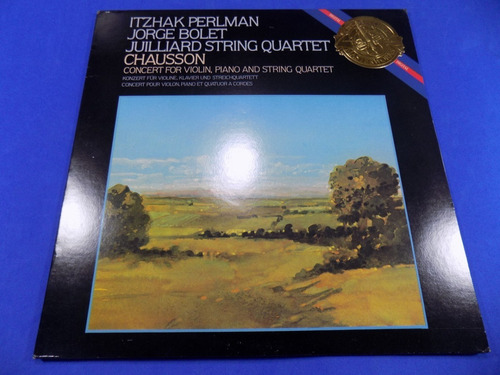 ITZHAK PERLMAN
JORGE BOLET
JUILLIARD STRING QUARTET
CHAUSSON
CONCERT FOR VIOLIN, PIANO AND STRING QUARTET
KONZERT FÜR VIOLINE, KLAVIER UND STREICHQUARTETT
CONCERT POUR VIOLON, PIANO ET QUATUOR A CORDES